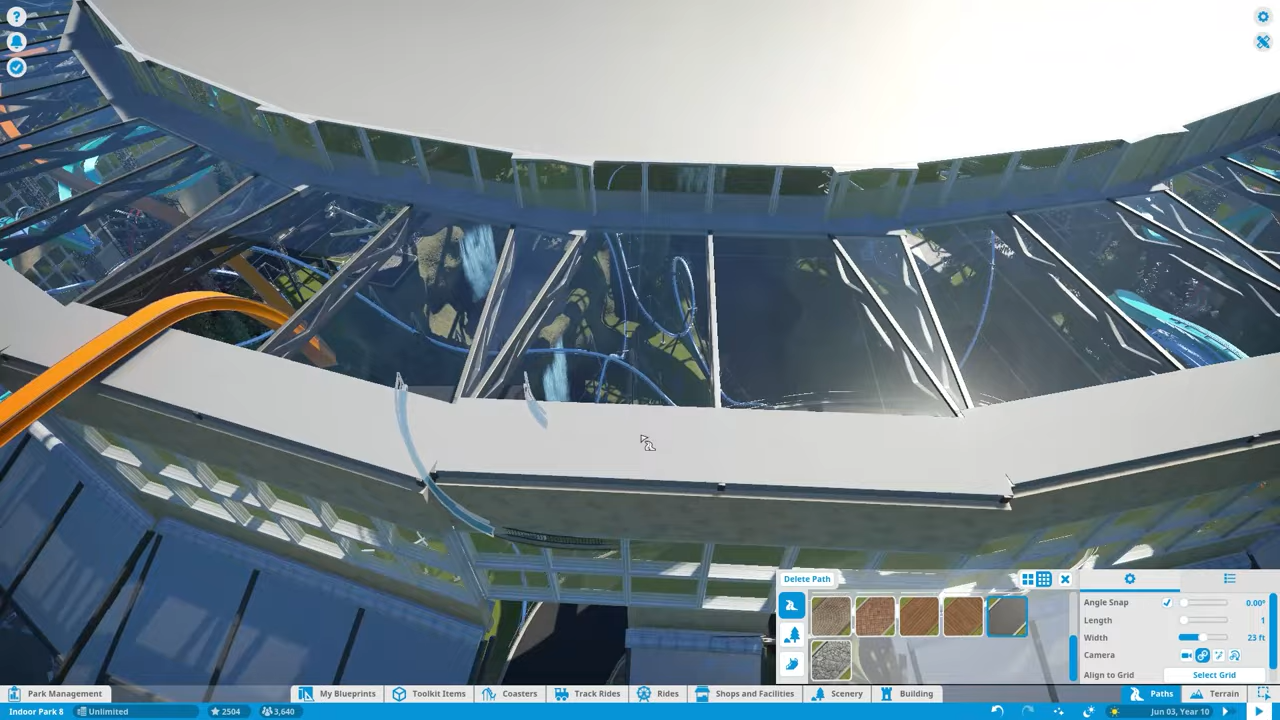 Delete Path
Angle Snap 0.00°
Length 1
Width 23 ft
Camera
Align to Grid Select Grid
Park Management My Blueprints Toolkit Items Coasters Track Rides Rides Shops and Facilities Scenery Building Paths Terrain
Indoor Park 8 Unlimited 2504 3,640 Jun 03, Year 10